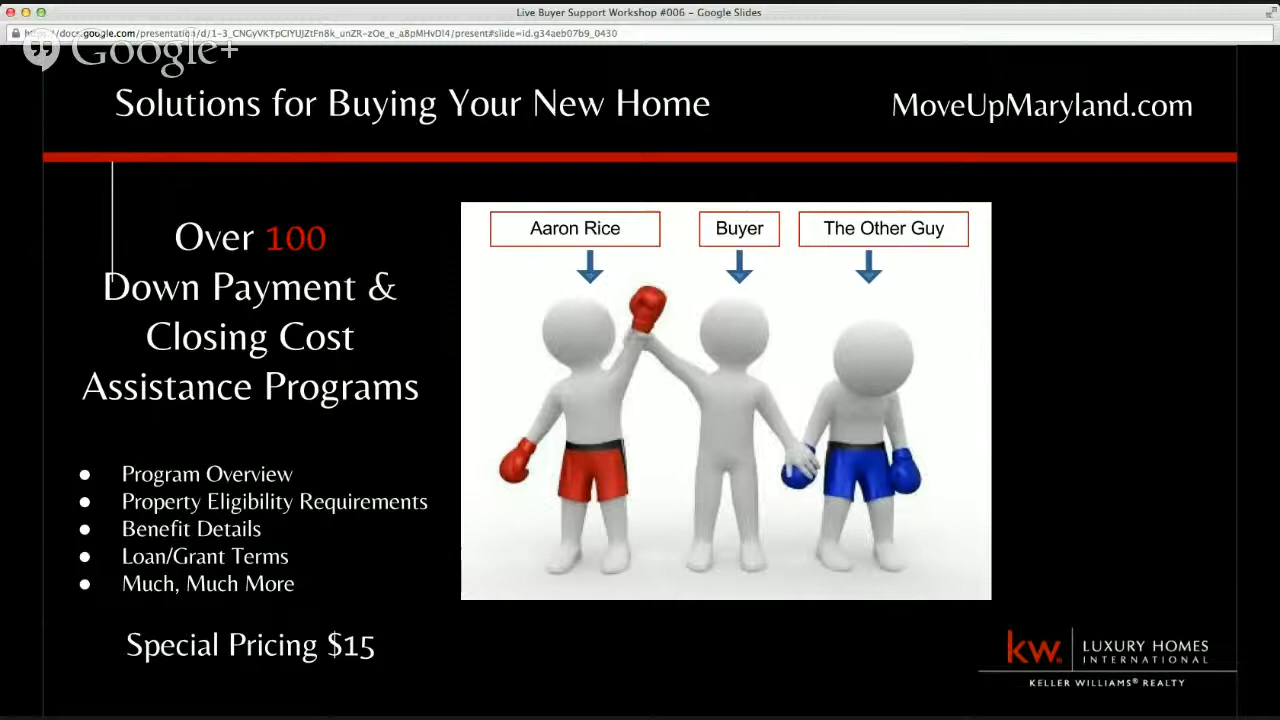 Live Buyer Support Workshop #006 – Google Slides
Google+
Solutions for Buying Your New Home
MoveUpMaryland.com
Over 100
Down Payment &
Closing Cost
Assistance Programs
● Program Overview
● Property Eligibility Requirements
● Benefit Details
● Loan/Grant Terms
● Much, Much More
Special Pricing $15
Aaron Rice
Buyer
The Other Guy
kw
LUXURY HOMES
INTERNATIONAL
KELLER WILLIAMS® REALTY